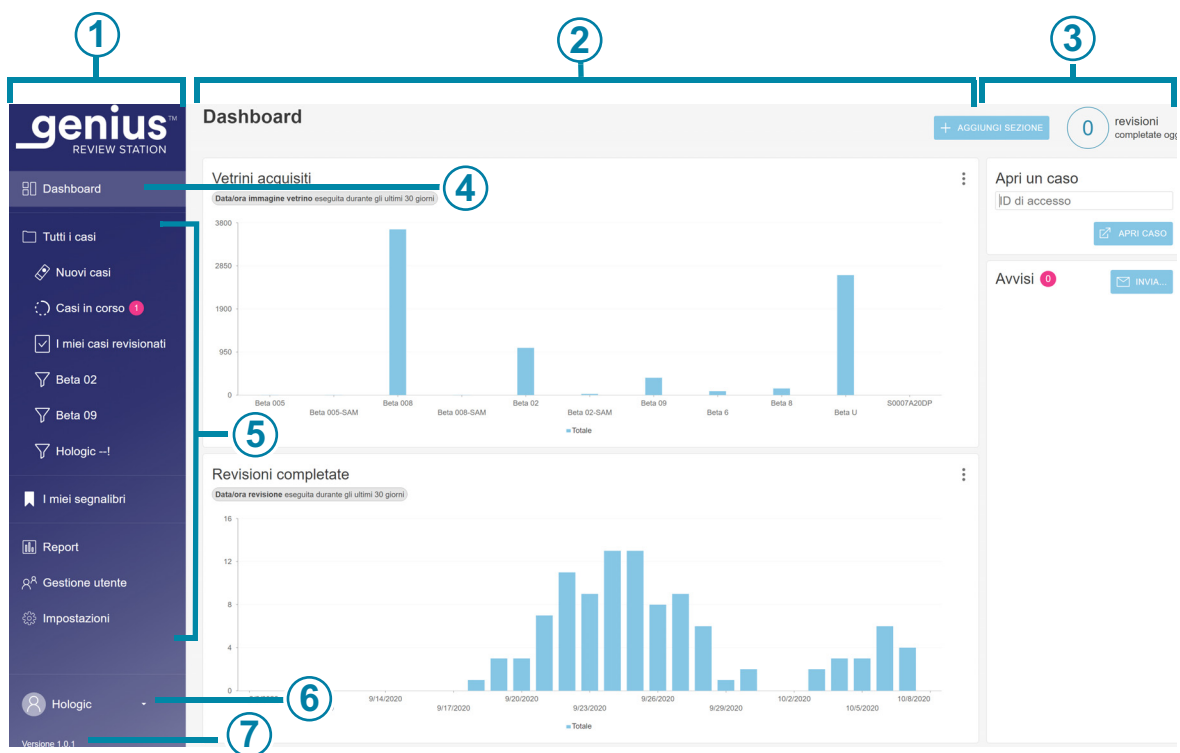 1
2
3
genius™
REVIEW STATION
Dashboard
Tutti i casi
Nuovi casi
Casi in corso 1
I miei casi revisionati
Beta 02
Beta 09
Hologic --!
I miei segnalibri
Report
Gestione utente
Impostazioni
Hologic
Versione 1.0.1
4
5
6
7
Dashboard
+ AGGIUNGI SEZIONE
0 revisioni
completate ogg
Vetrini acquisiti
Data/ora immagine vetrino eseguita durante gli ultimi 30 giorni
3800
2850
1900
950
0
Beta 005 Beta 008 Beta 02 Beta 09 Beta 8 S0007A20DP
Beta 005-SAM Beta 008-SAM Beta 02-SAM Beta 6 Beta U
Totale
Revisioni completate
Data/ora revisione eseguita durante gli ultimi 30 giorni
16
12
8
4
0
9/14/2020 9/20/2020 9/26/2020 10/2/2020 10/8/2020
9/17/2020 9/23/2020 9/29/2020 10/5/2020
Totale
Apri un caso
ID di accesso
APRI CASO
Avvisi 0
INVIA...